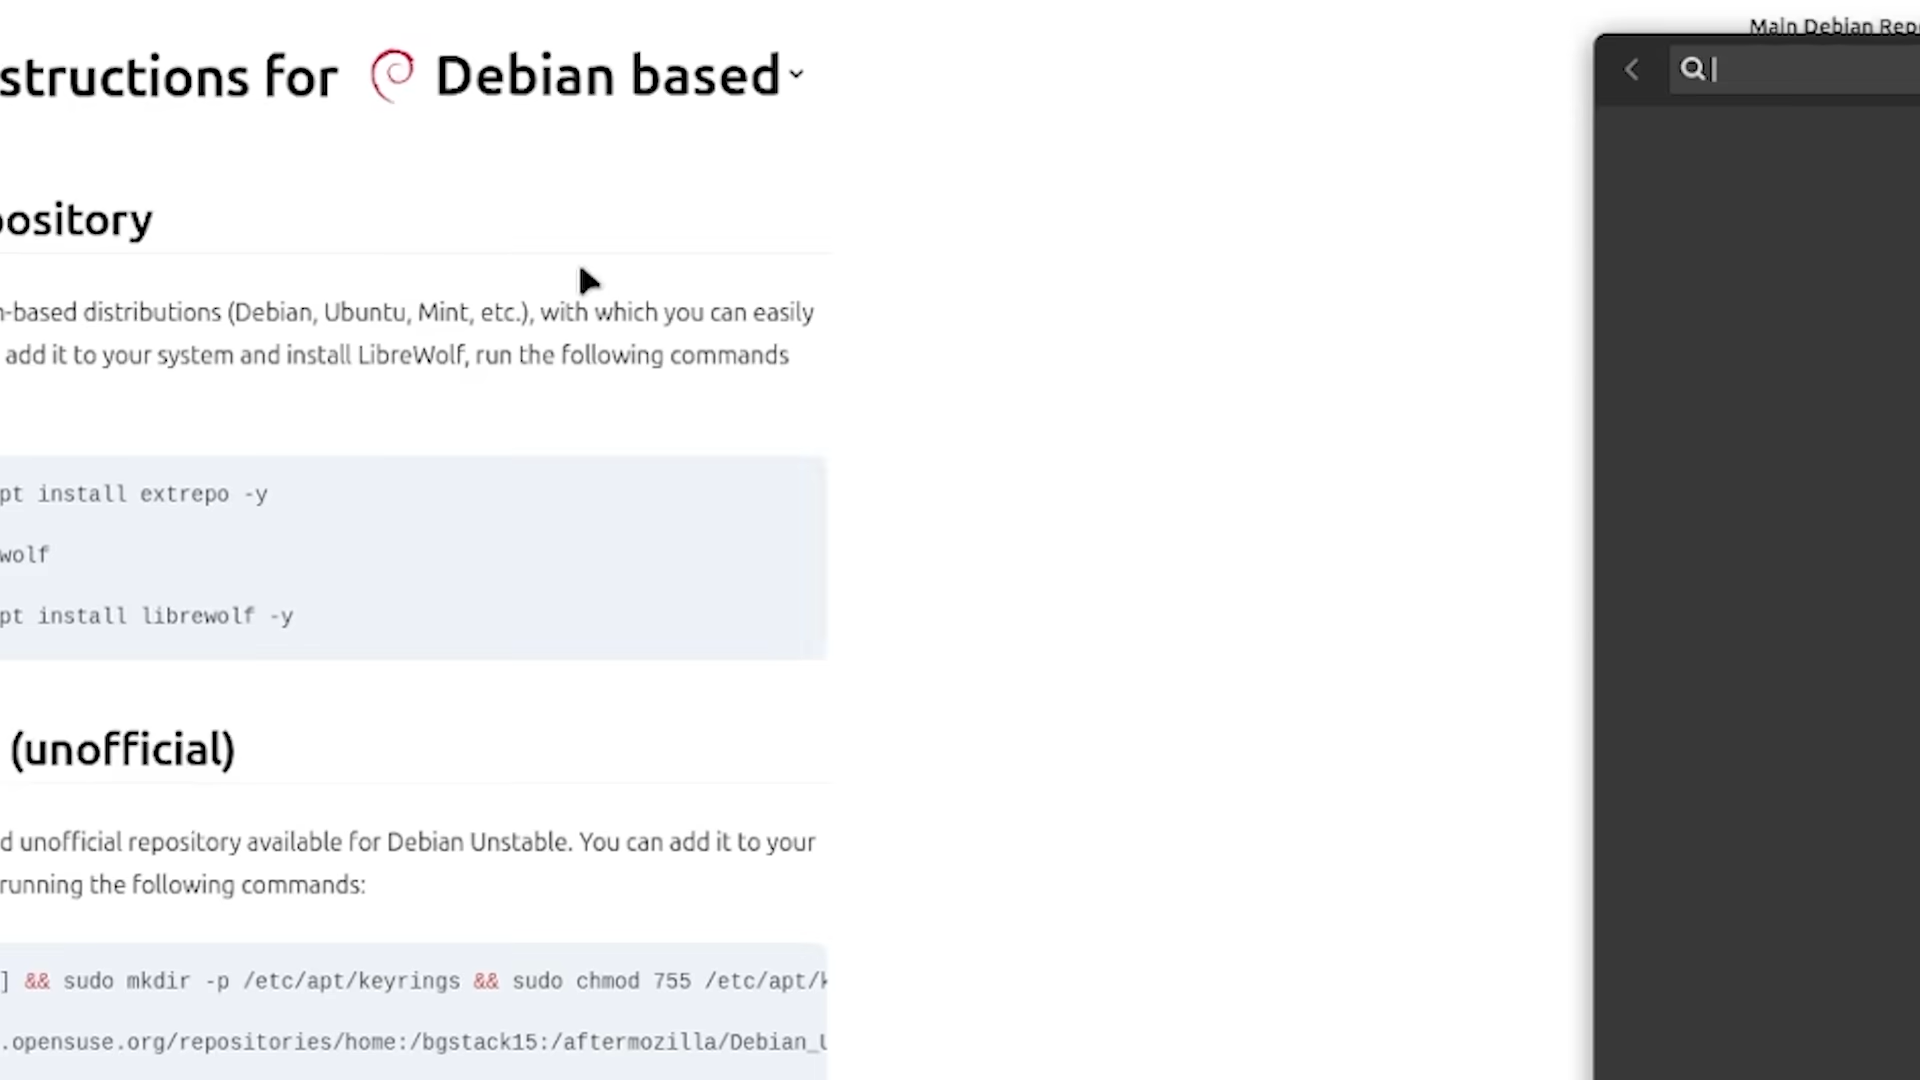 structions for Debian based
Main Debian Rep
pository
n-based distributions (Debian, Ubuntu, Mint, etc.), with which you can easily
add it to your system and install LibreWolf, run the following commands
pt install extrepo -y
wolf
pt install librewolf -y
(unofficial)
d unofficial repository available for Debian Unstable. You can add it to your
running the following commands:
] && sudo mkdir -p /etc/apt/keyrings && sudo chmod 755 /etc/apt/k
.opensuse.org/repositories/home:/bgstack15:/aftermozilla/Debian_U